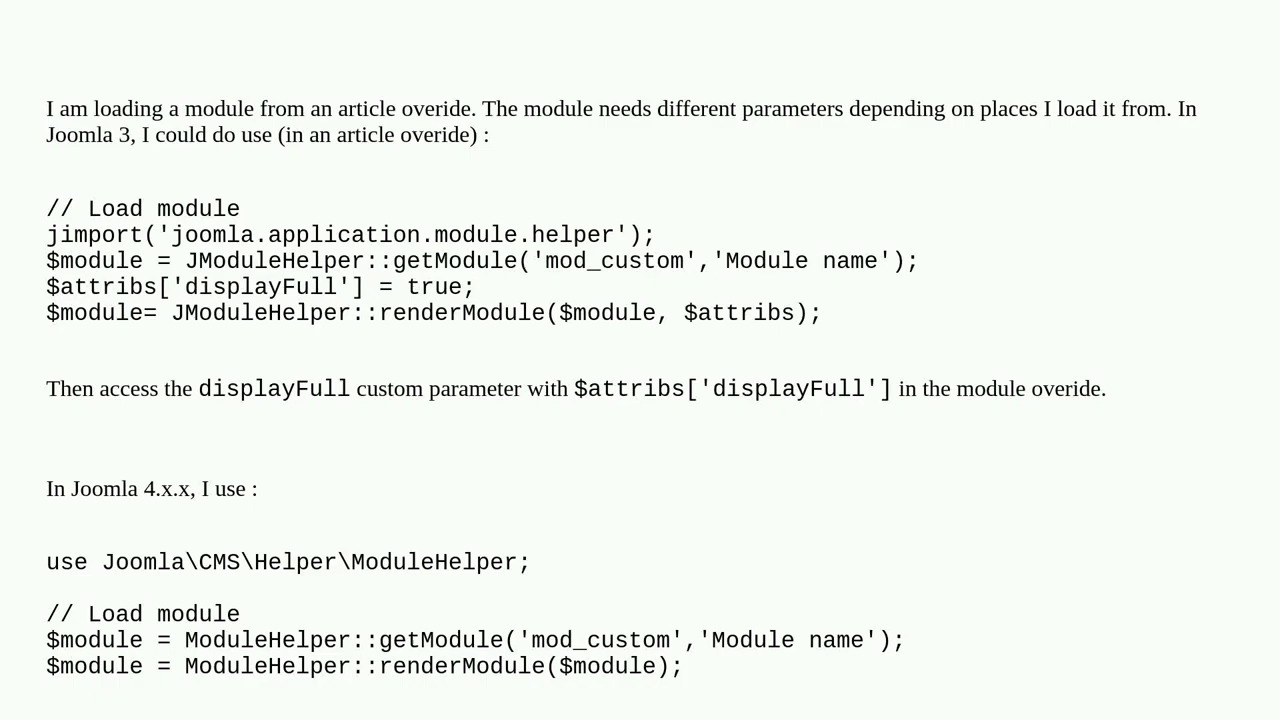 I am loading a module from an article overide. The module needs different parameters depending on places I load it from. In
Joomla 3, I could do use (in an article overide) :
// Load module
jimport('joomla.application.module.helper');
$module = JModuleHelper::getModule('mod_custom','Module name');
$attribs['displayFull'] = true;
$module= JModuleHelper::renderModule($module, $attribs);
Then access the displayFull custom parameter with $attribs['displayFull'] in the module overide.
In Joomla 4.x.x, I use :
use Joomla\CMS\Helper\ModuleHelper;
// Load module
$module = ModuleHelper::getModule('mod_custom','Module name');
$module = ModuleHelper::renderModule($module);